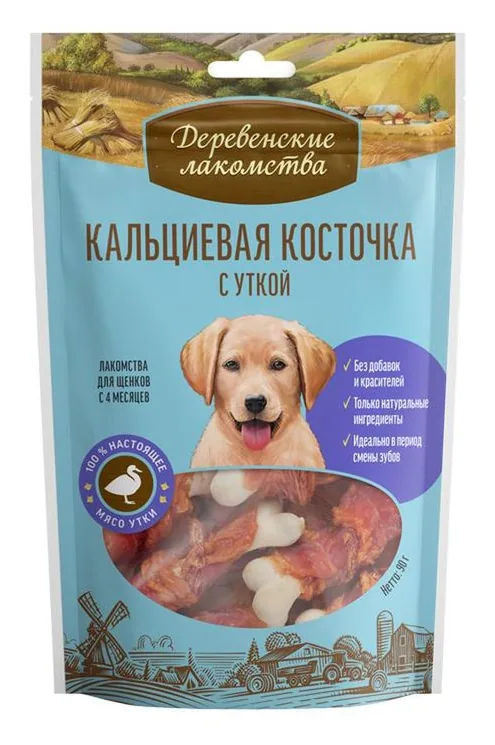 Деревенские
лакомства
КАЛЬЦИЕВАЯ КОСТОЧКА
С УТКОЙ
ЛАКОМСТВА
ДЛЯ ЩЕНКОВ
С 4 МЕСЯЦЕВ
✓ Без добавок
и красителей
✓ Только натуральные
ингредиенты
✓ Идеально в период
смены зубов
100 % НАСТОЯЩЕЕ
МЯСО УТКИ
Нетто: 90 г